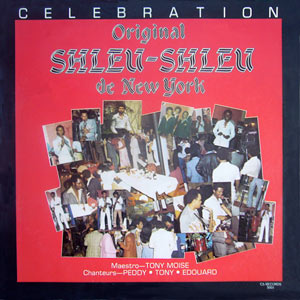 CELEBRATION
Original
SHLEU-SHLEU
de New York
Maestro—TONY MOISE
Chanteurs—PEDDY • TONY • EDOUARD